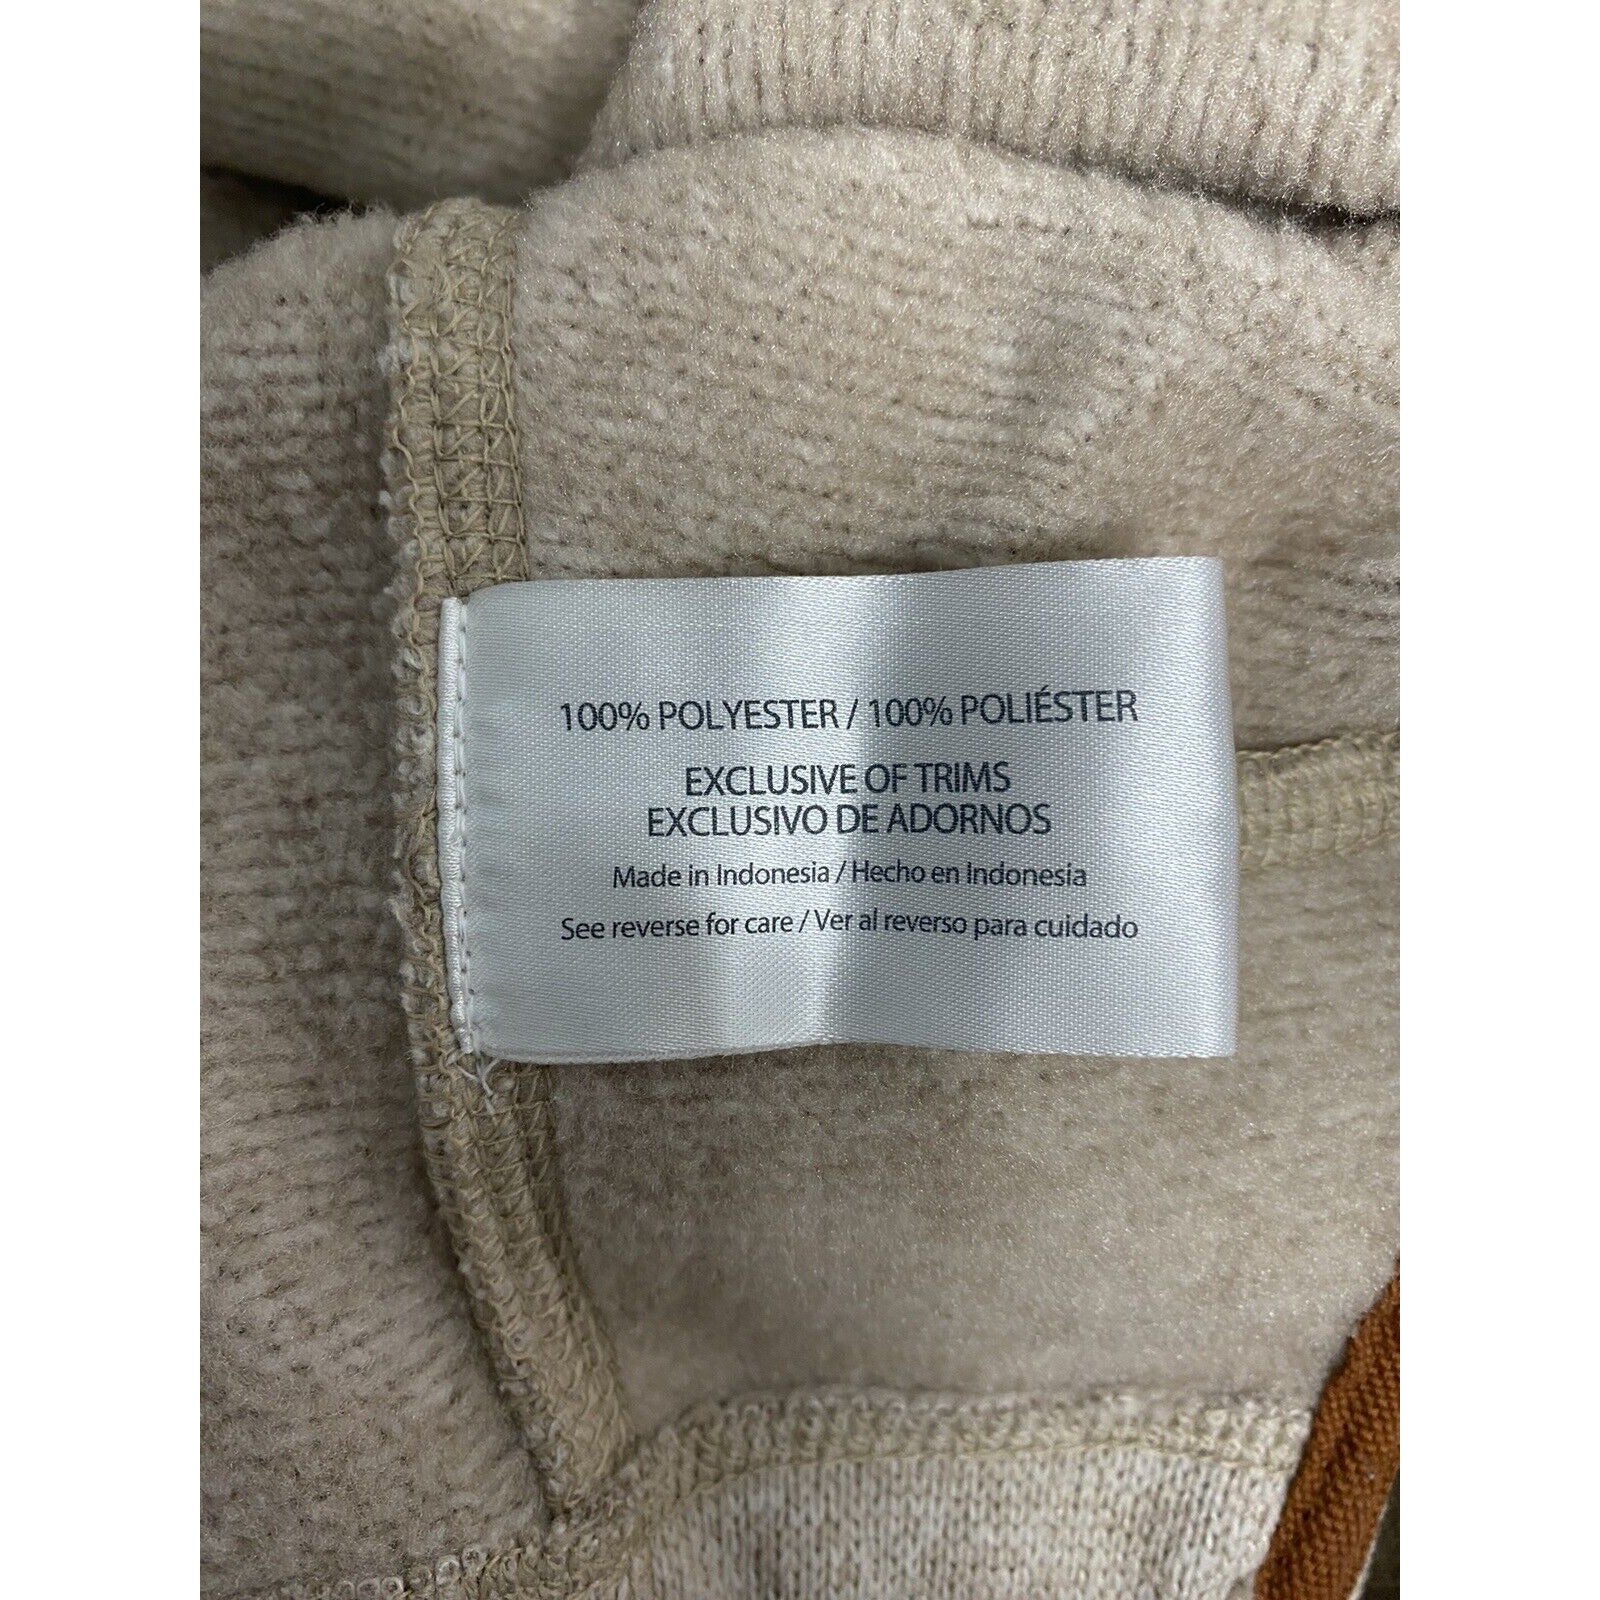 100% POLYESTER / 100% POLIÉSTER
EXCLUSIVE OF TRIMS
EXCLUSIVO DE ADORNOS
Made in Indonesia / Hecho en Indonesia
See reverse for care / Ver al reverso para cuidado